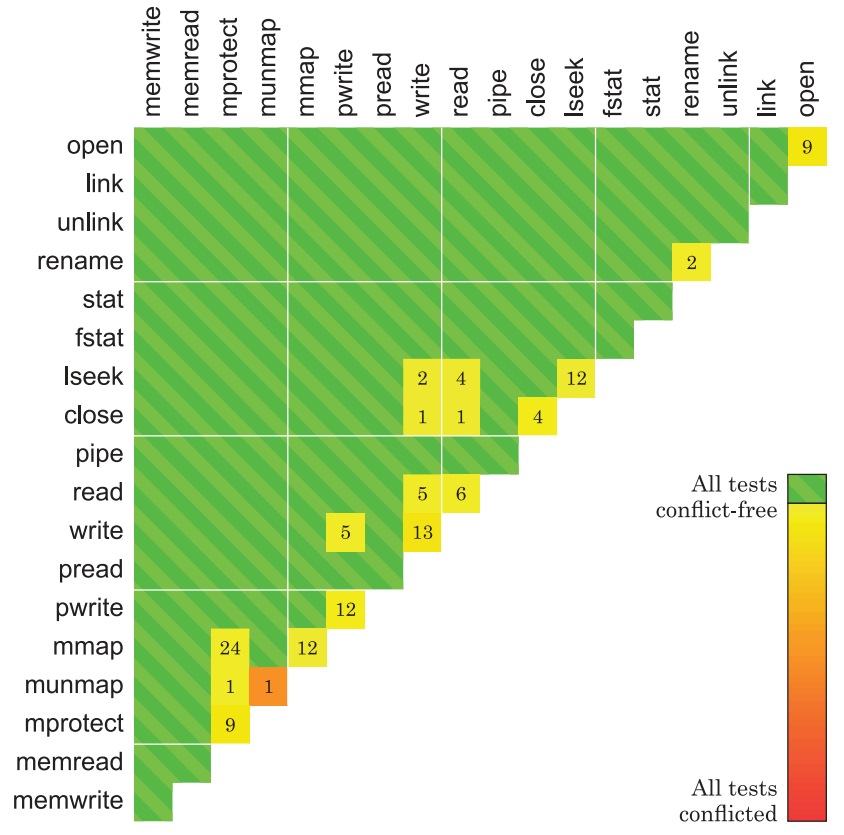 memwrite memread mprotect munmap mmap pwrite pread write read pipe close lseek fstat stat rename unlink link open
open 9
link
unlink
rename 2
stat
fstat
lseek 2 4 12
close 1 1 4
pipe
read 5 6
write 5 13
pread
pwrite 12
mmap 24 12
munmap 1 1
mprotect 9
memread
memwrite
All tests
conflict-free
All tests
conflicted